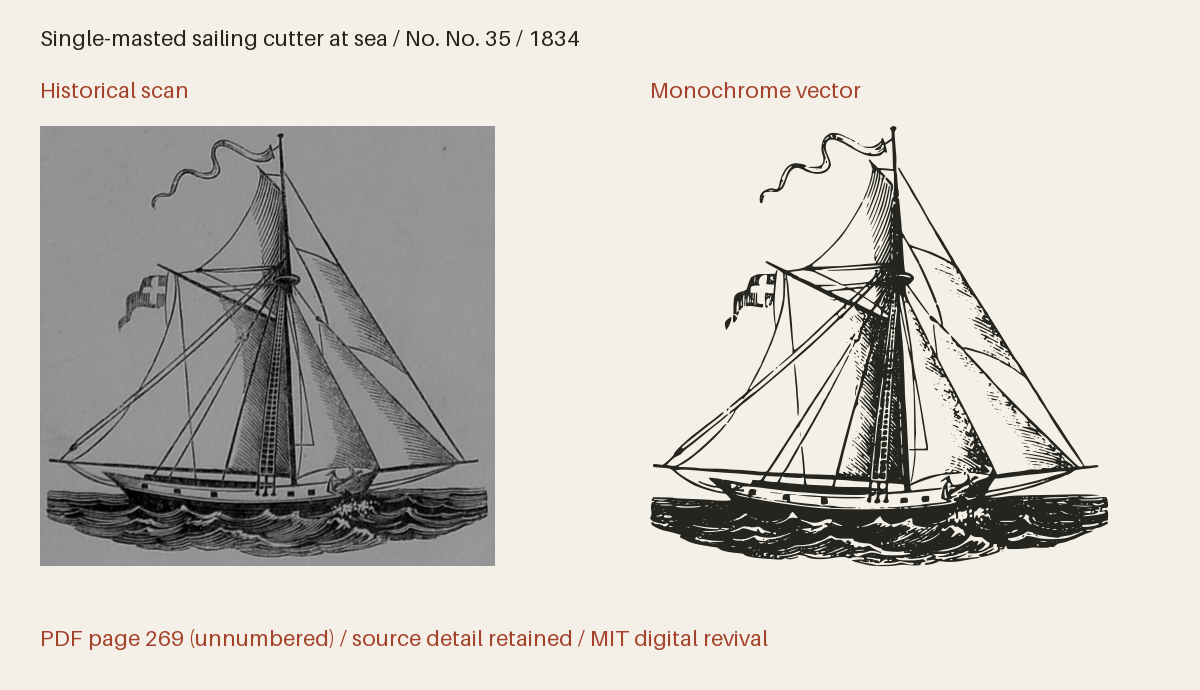 Single-masted sailing cutter at sea / No. No. 35 / 1834
Historical scan
Monochrome vector
PDF page 269 (unnumbered) / source detail retained / MIT digital revival